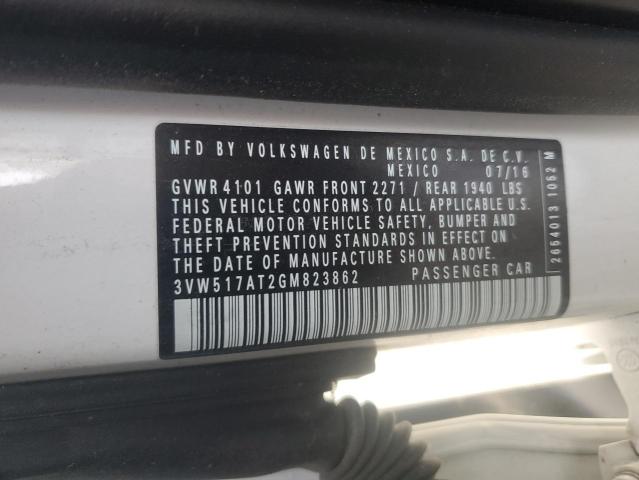 MFD BY VOLKSWAGEN DE MEXICO S.A. DE C.V.
MEXICO 07/16
GVWR 4101 GAWR FRONT 2271 / REAR 1940 LBS
THIS VEHICLE CONFORMS TO ALL APPLICABLE U.S.
FEDERAL MOTOR VEHICLE SAFETY, BUMPER AND
THEFT PREVENTION STANDARDS IN EFFECT ON
THE DATE OF MANUFACTURE SHOWN ABOVE.
3VW517AT2GM823862 PASSENGER CAR
2654013 1052 M